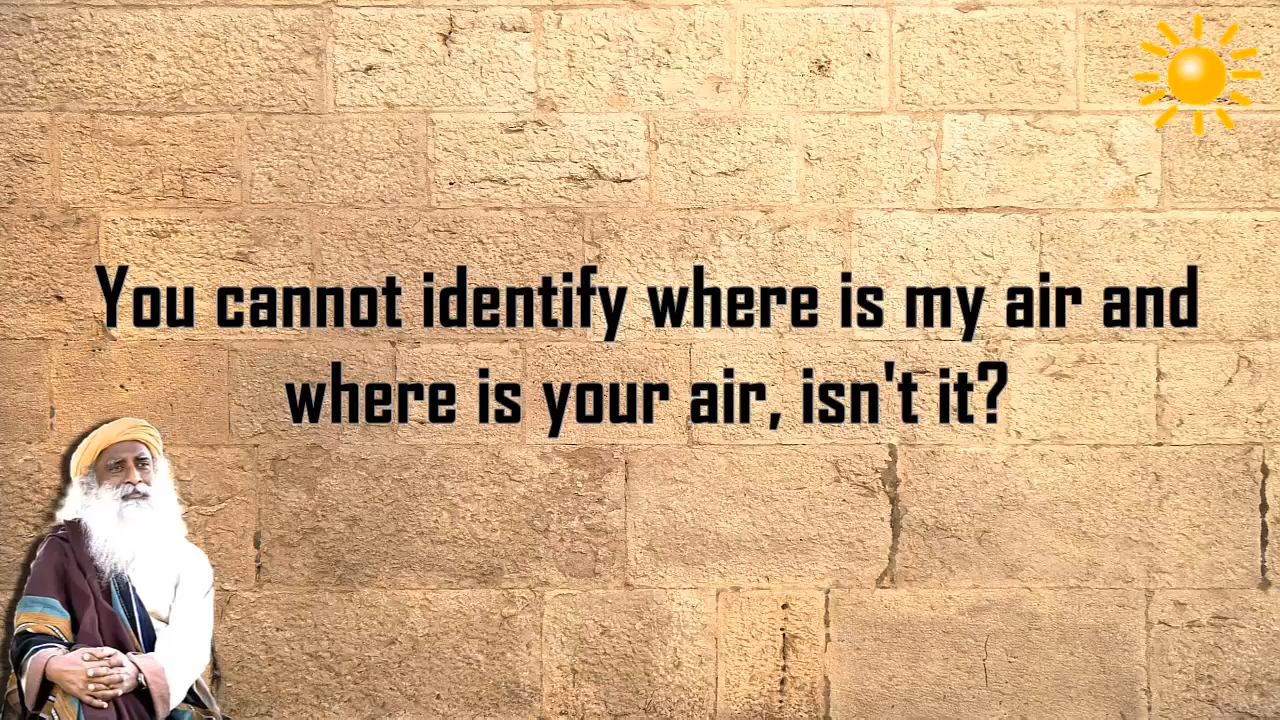 You cannot identify where is my air and
where is your air, isn't it?